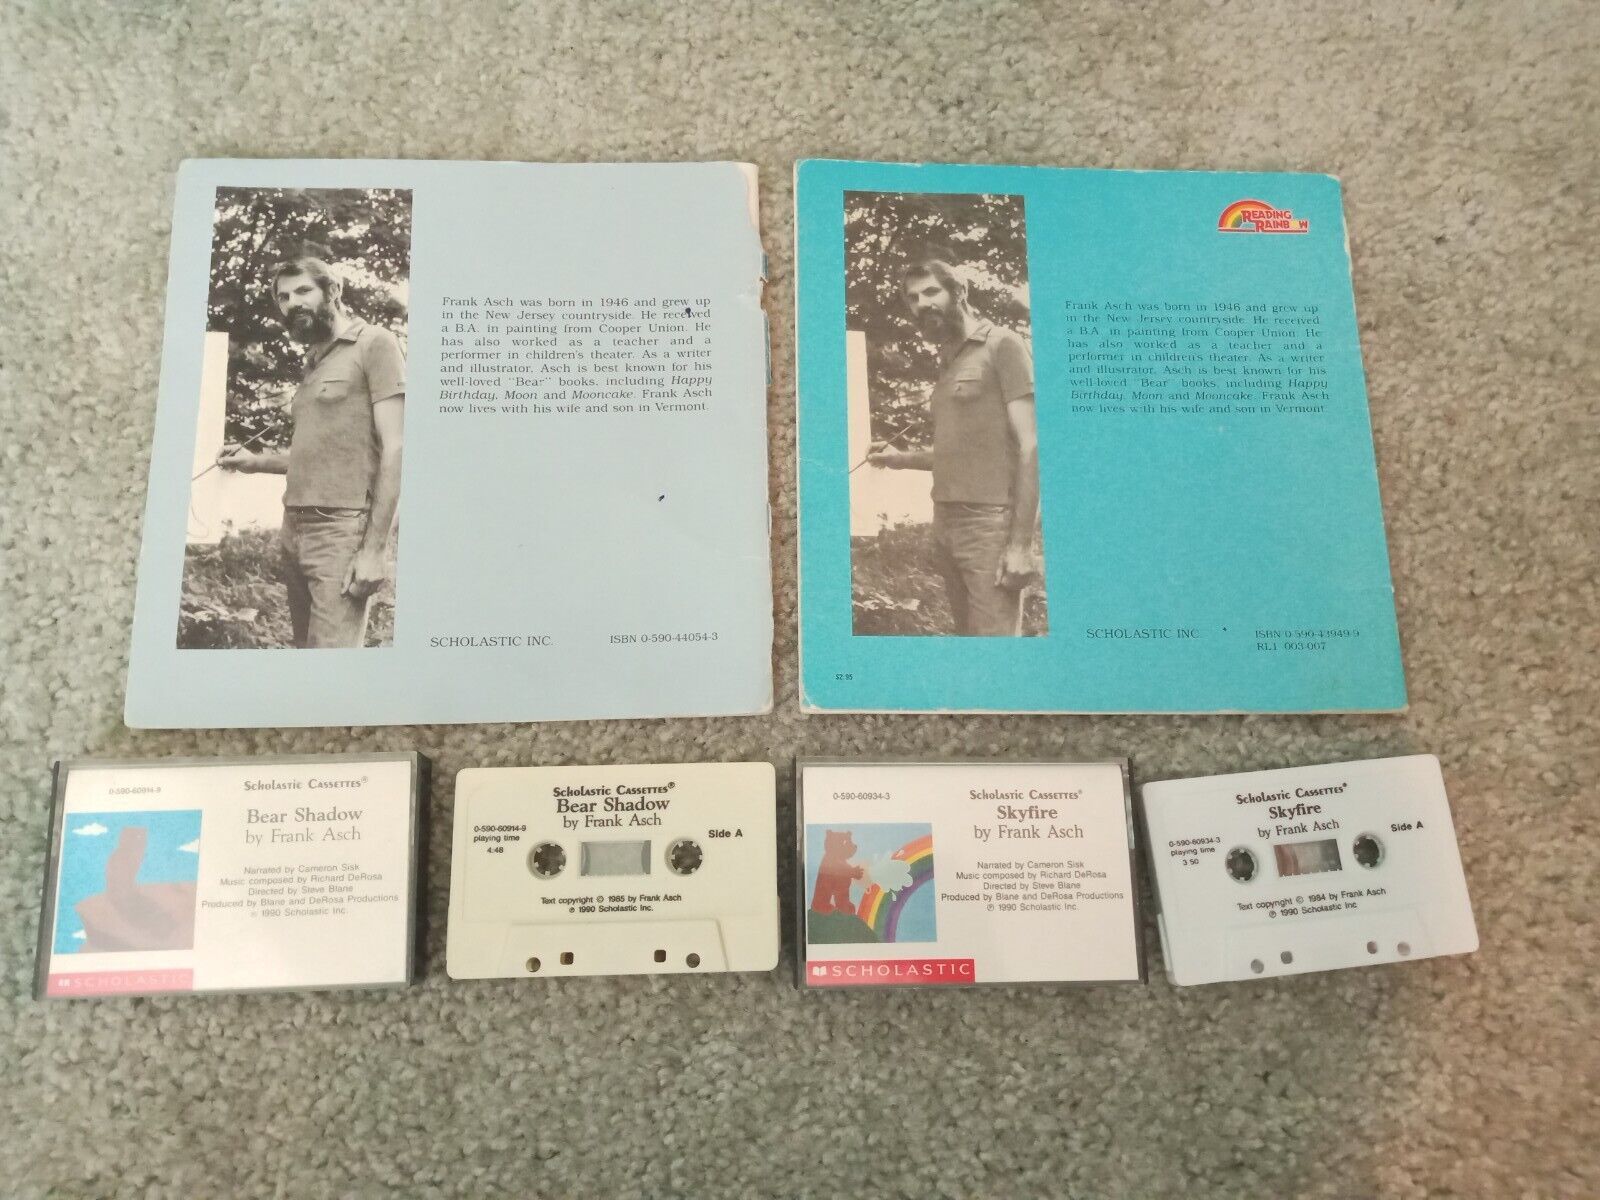 Frank Asch was born in 1946 and grew up
in the New Jersey countryside. He received
a B.A. in painting from Cooper Union. He
has also worked as a teacher and a
performer in children's theater. As a writer
and illustrator, Asch is best known for his
well-loved "Bear" books, including Happy
Birthday, Moon and Mooncake. Frank Asch
now lives with his wife and son in Vermont.
SCHOLASTIC INC.
ISBN 0-590-44054-3
READING
RAINBOW
Frank Asch was born in 1946 and grew up
in the New Jersey countryside. He received
a B.A. in painting from Cooper Union. He
has also worked as a teacher and a
performer in children's theater. As a writer
and illustrator, Asch is best known for his
well-loved "Bear" books, including Happy
Birthday, Moon and Mooncake. Frank Asch
now lives with his wife and son in Vermont.
SCHOLASTIC INC.
ISBN 0-590-43949-9
RL1 003-007
$2.95
0-590-60914-9
Scholastic Cassettes®
Bear Shadow
by Frank Asch
Narrated by Cameron Sisk
Music composed by Richard DeRosa
Directed by Steve Blane
Produced by Blane and DeRosa Productions
℗ 1990 Scholastic Inc.
SCHOLASTIC
Scholastic Cassettes®
Bear Shadow
by Frank Asch
0-590-60914-9
playing time
4:48
Side A
Text copyright © 1985 by Frank Asch
℗ 1990 Scholastic Inc.
0-590-60934-3
Scholastic Cassettes®
Skyfire
by Frank Asch
Narrated by Cameron Sisk
Music composed by Richard DeRosa
Directed by Steve Blane
Produced by Blane and DeRosa Productions
℗ 1990 Scholastic Inc.
SCHOLASTIC
Scholastic Cassettes®
Skyfire
by Frank Asch
0-590-60934-3
playing time
3:50
Side A
Text copyright © 1984 by Frank Asch
℗ 1990 Scholastic Inc.